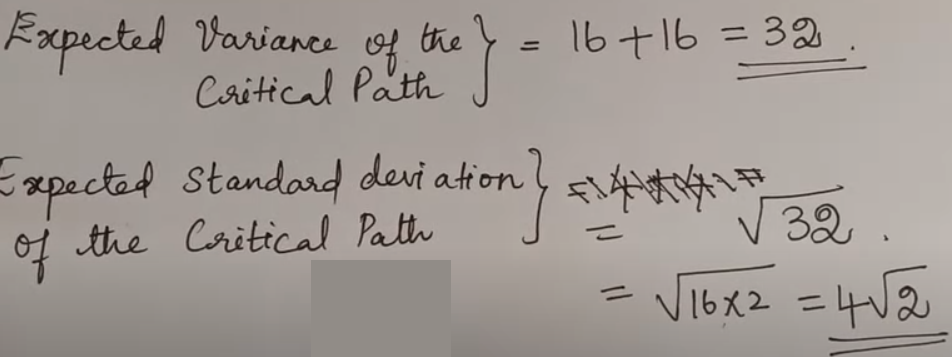 Expected Variance of the } = 16 + 16 = 32.
Critical Path
Expected Standard deviation } = √32.
of the Critical Path
= √16×2 = 4√2